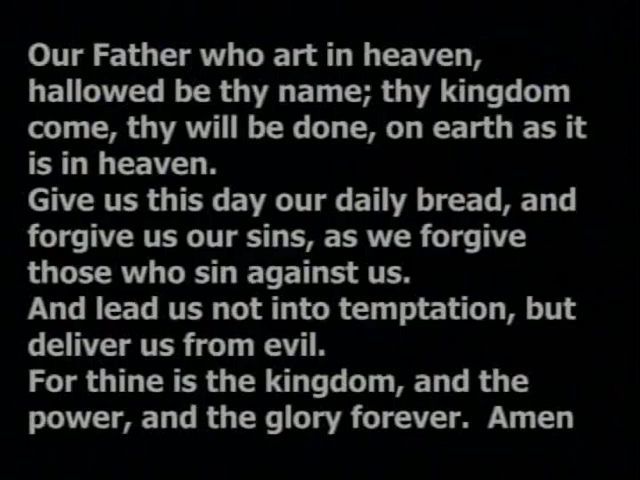 Our Father who art in heaven,
hallowed be thy name; thy kingdom
come, thy will be done, on earth as it
is in heaven.
Give us this day our daily bread, and
forgive us our sins, as we forgive
those who sin against us.
And lead us not into temptation, but
deliver us from evil.
For thine is the kingdom, and the
power, and the glory forever.  Amen